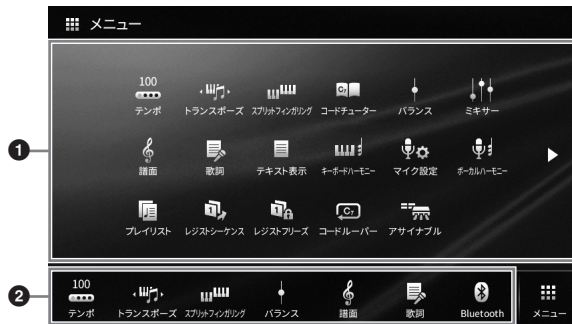 メニュー
100
C7
テンポ トランスポーズ スプリットフィンガリング コードチューター バランス ミキサー
1
譜面 歌詞 テキスト表示 キーボードハーモニー マイク設定 ボーカルハーモニー
1 1 C7
プレイリスト レジストシーケンス レジストフリーズ コードルーパー アサイナブル
2
100
テンポ トランスポーズ スプリットフィンガリング バランス 譜面 歌詞 Bluetooth メニュー